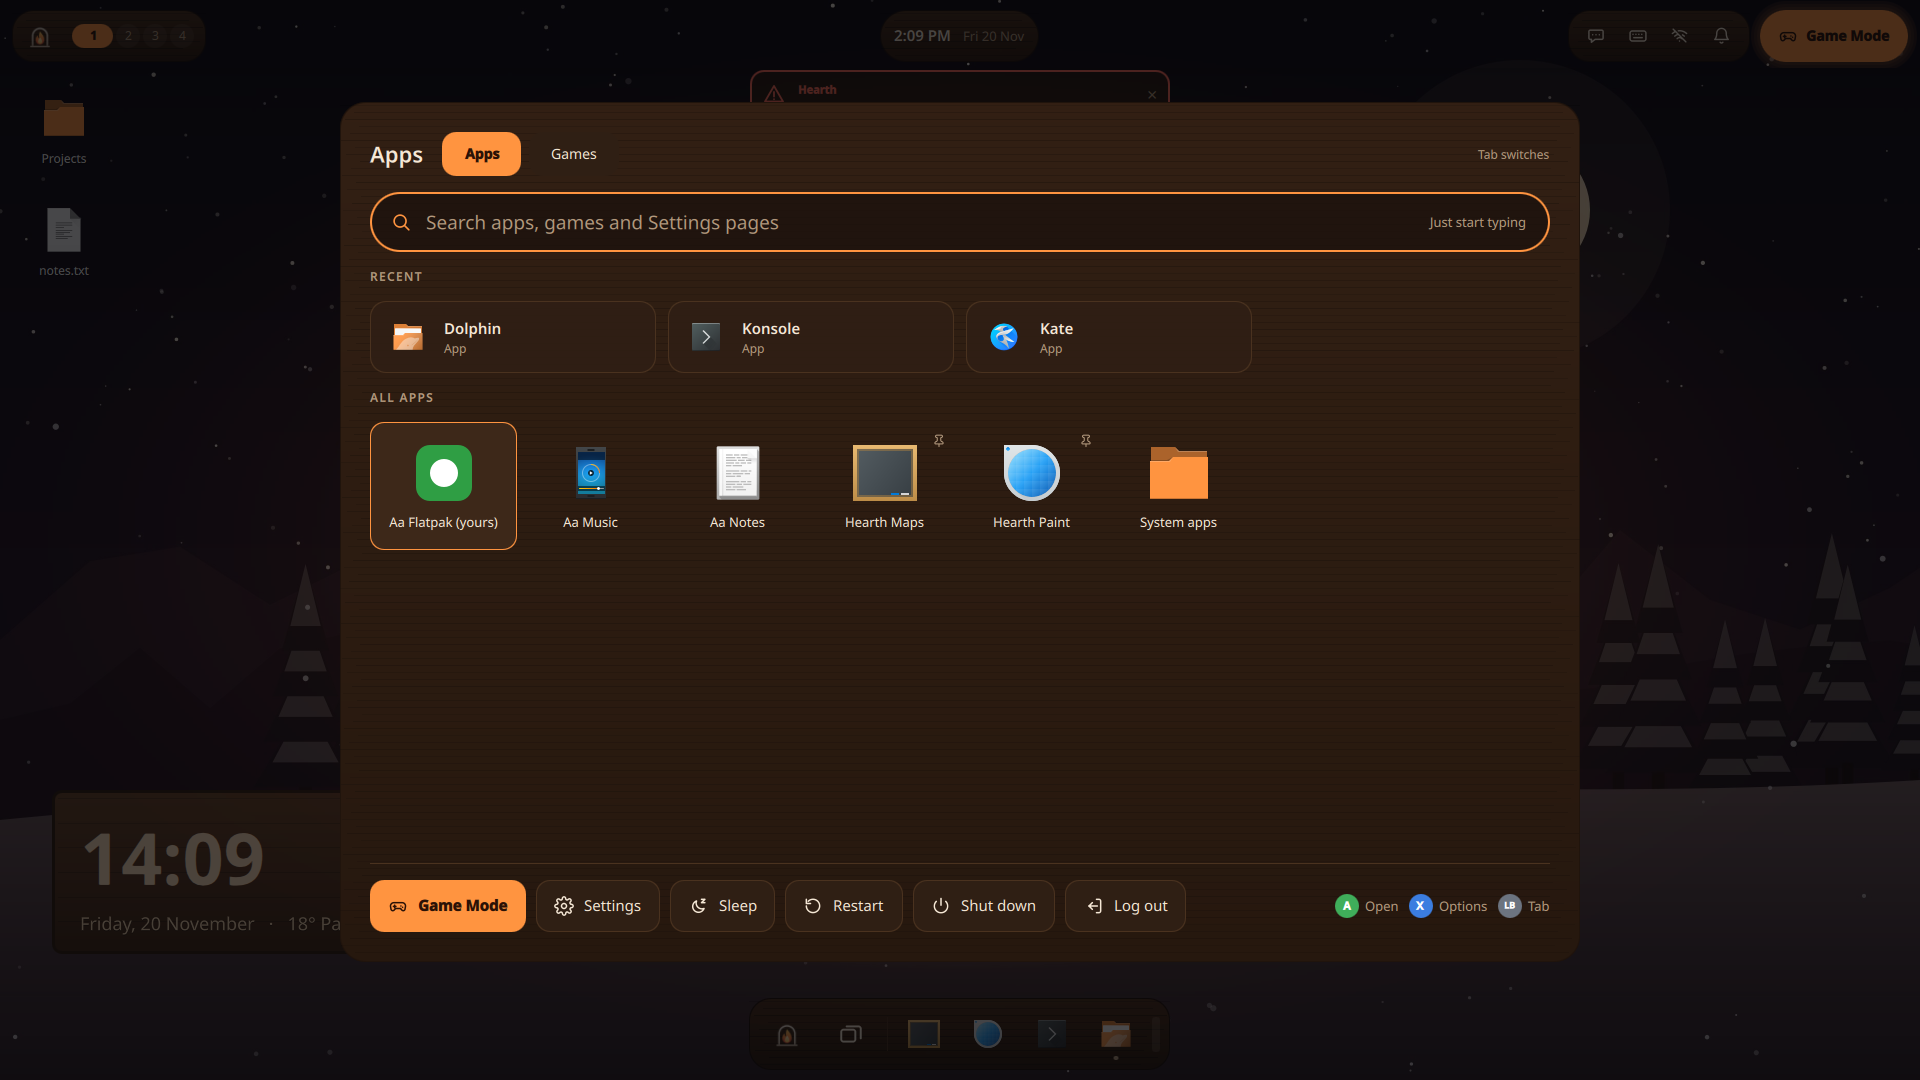 1 2 3 4
2:09 PM Fri 20 Nov
Game Mode
Hearth
Projects
notes.txt
Apps Apps Games Tab switches
Search apps, games and Settings pages Just start typing
RECENT
Dolphin
App
Konsole
App
Kate
App
ALL APPS
Aa Flatpak (yours) Aa Music Aa Notes Hearth Maps Hearth Paint System apps
14:09
Friday, 20 November · 18° Pa
Game Mode Settings Sleep Restart Shut down Log out A Open X Options LB Tab